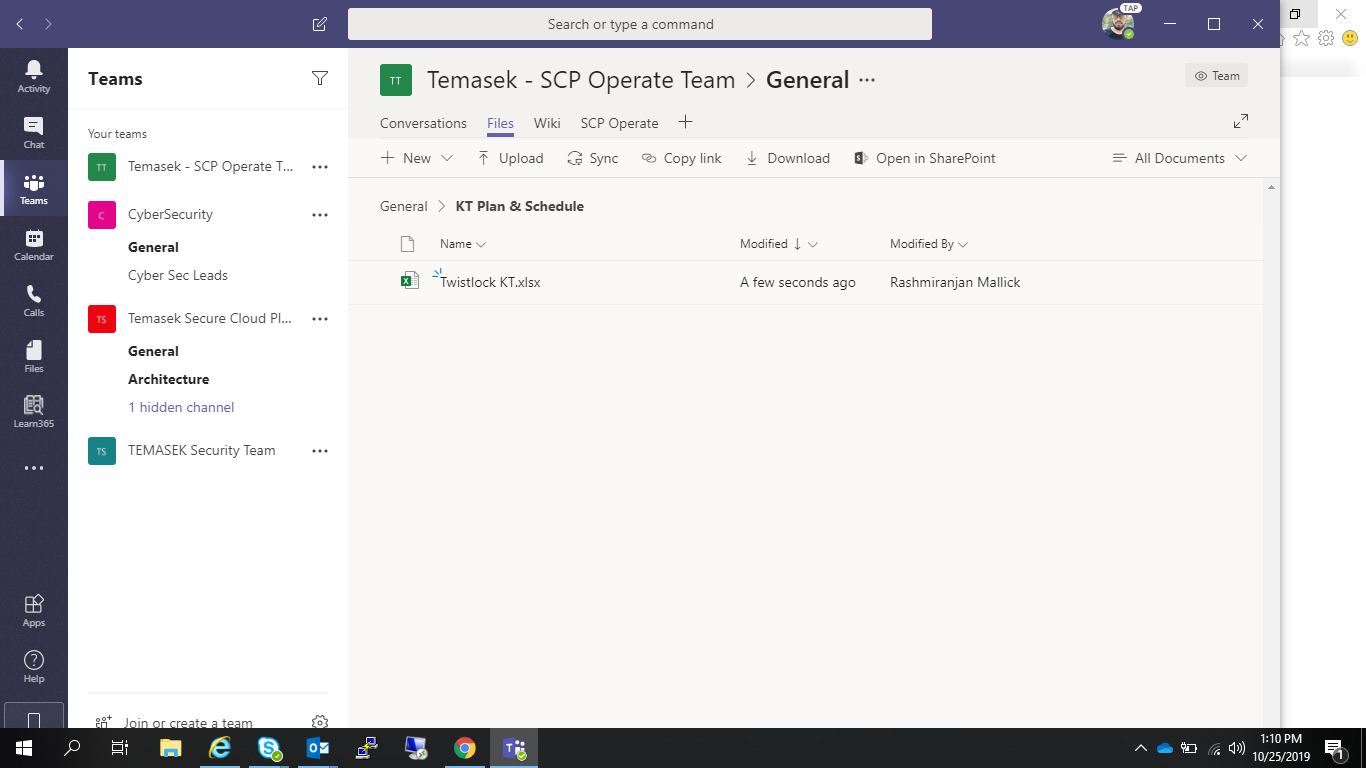 Search or type a command
TAP
Activity
Chat
Teams
Calendar
Calls
Files
Learn365
Apps
Help
Teams
Your teams
TT Temasek - SCP Operate T...
C CyberSecurity
General
Cyber Sec Leads
TS Temasek Secure Cloud Pl...
General
Architecture
1 hidden channel
TS TEMASEK Security Team
Join or create a team
TT Temasek - SCP Operate Team > General ...
Team
Conversations Files Wiki SCP Operate
New Upload Sync Copy link Download Open in SharePoint All Documents
General > KT Plan & Schedule
Name Modified Modified By
Twistlock KT.xlsx A few seconds ago Rashmiranjan Mallick
1:10 PM
10/25/2019
1